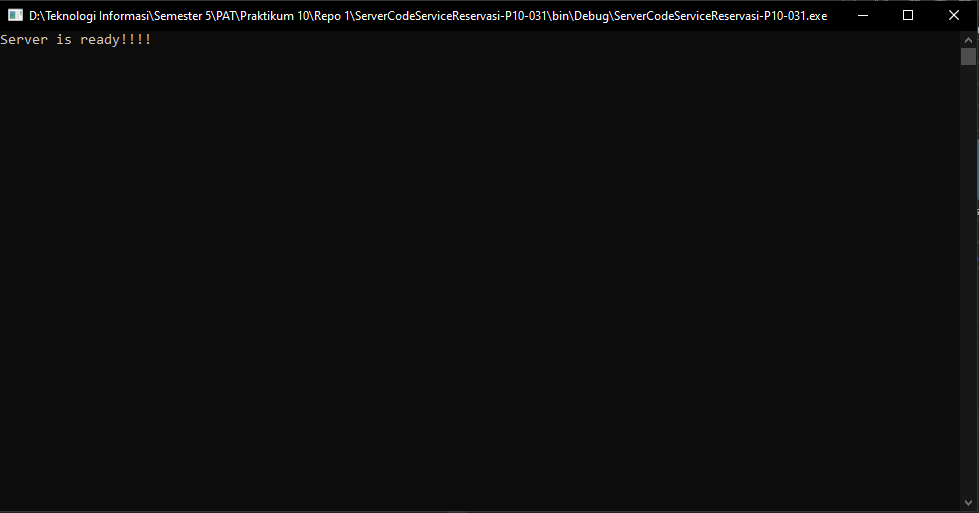 D:\Teknologi Informasi\Semester 5\PAT\Praktikum 10\Repo 1\ServerCodeServiceReservasi-P10-031\bin\Debug\ServerCodeServiceReservasi-P10-031.exe
Server is ready!!!!